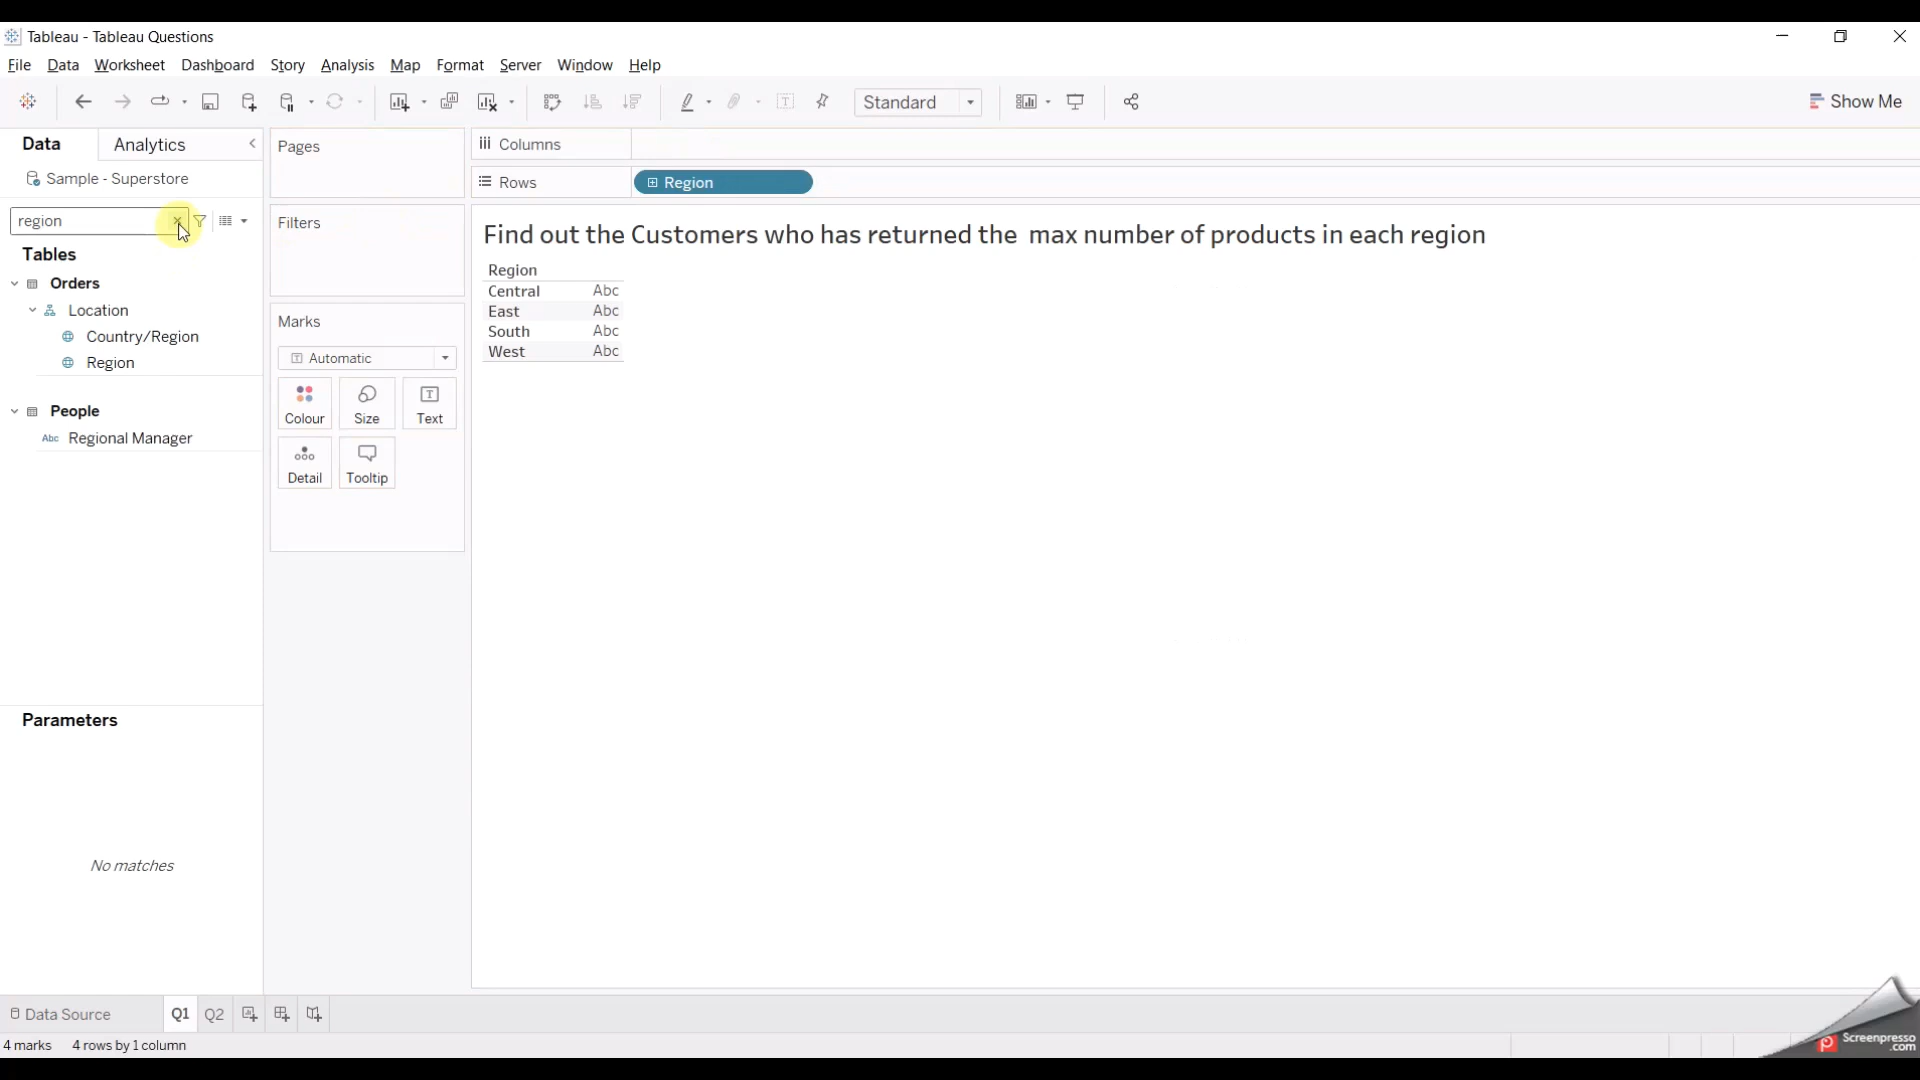 Tableau - Tableau Questions
File Data Worksheet Dashboard Story Analysis Map Format Server Window Help
Standard
Show Me
Data
Analytics
Sample - Superstore
region
Tables
Orders
Location
Country/Region
Region
People
Abc Regional Manager
Parameters
No matches
Pages
Filters
Marks
Automatic
Colour
Size
Text
Detail
Tooltip
Columns
Rows
Region
Find out the Customers who has returned the  max number of products in each region
Region
Central Abc
East Abc
South Abc
West Abc
Data Source
Q1
Q2
4 marks 4 rows by 1 column
Screenpresso
.com